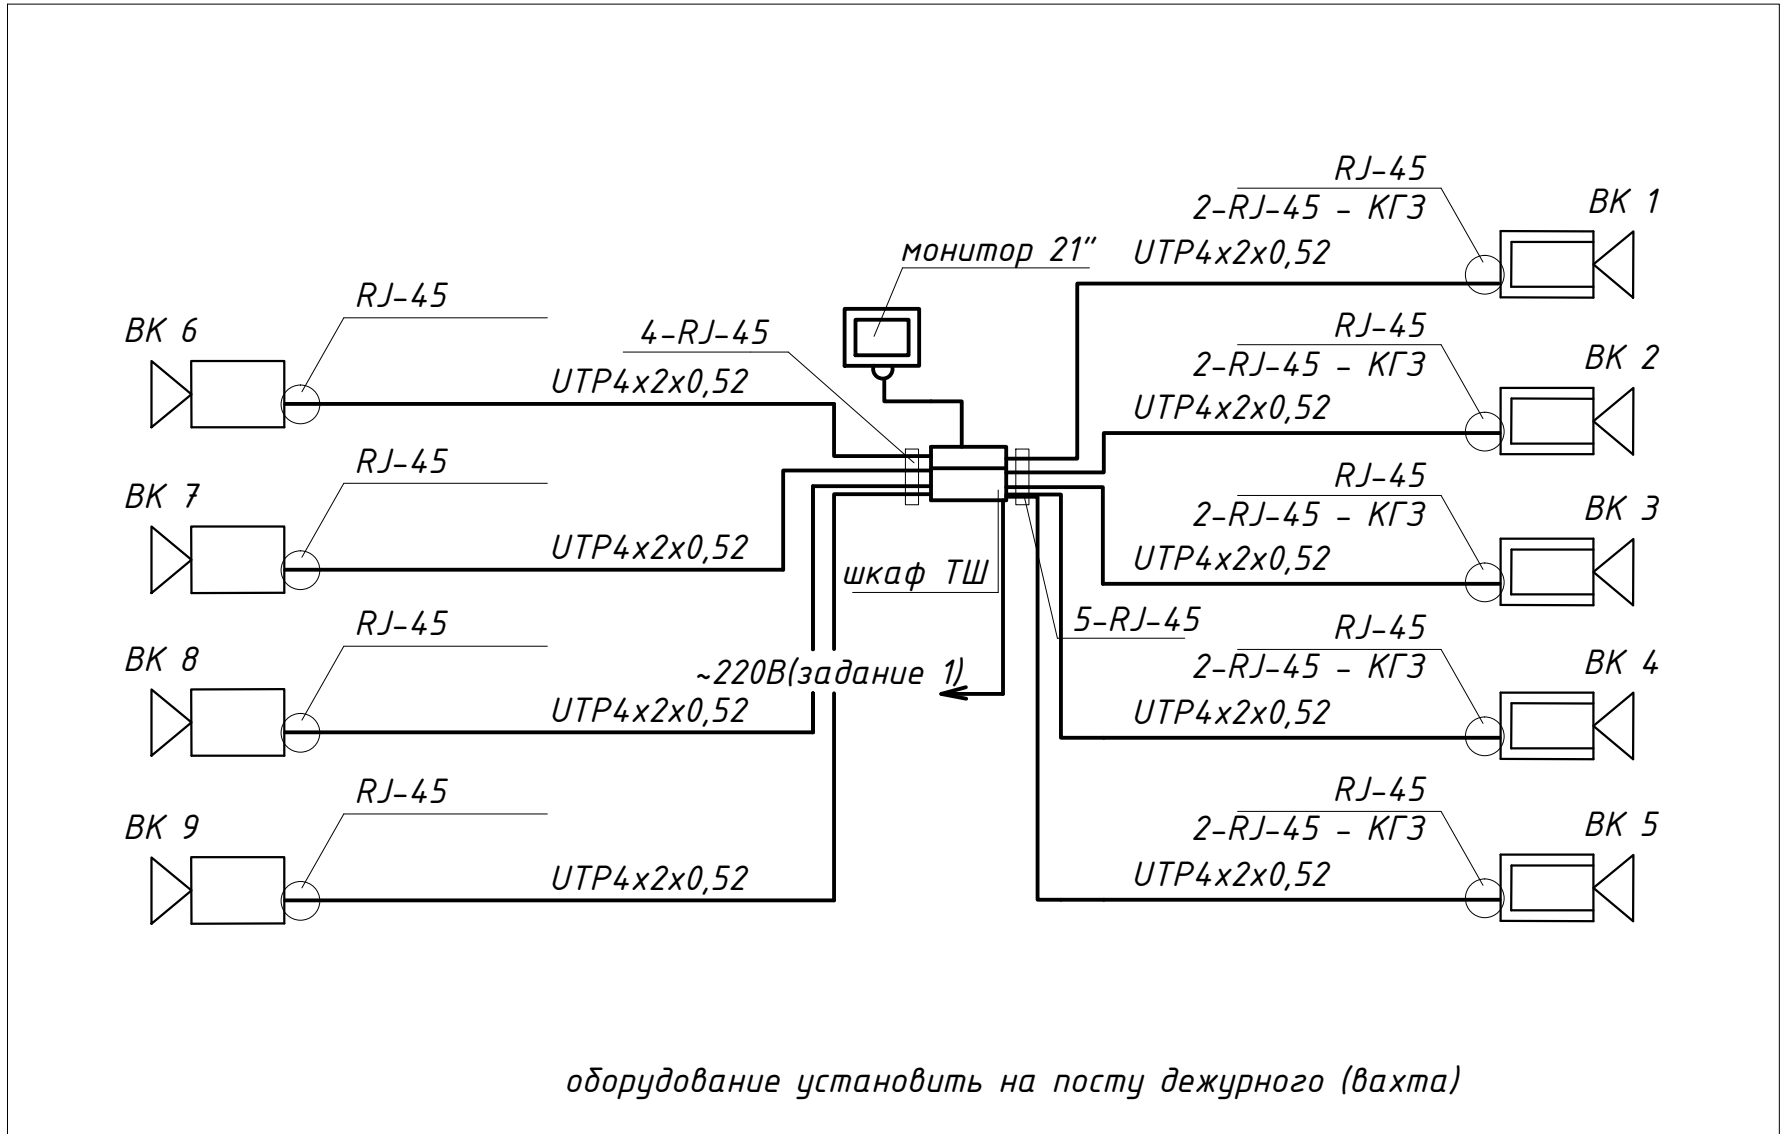 RJ-45
2-RJ-45 - КГЗ
ВК 1
UTP4x2x0,52
монитор 21"
RJ-45
ВК 6
4-RJ-45
UTP4x2x0,52
RJ-45
2-RJ-45 - КГЗ
ВК 2
UTP4x2x0,52
RJ-45
ВК 7
UTP4x2x0,52
RJ-45
2-RJ-45 - КГЗ
ВК 3
UTP4x2x0,52
шкаф ТШ
5-RJ-45
RJ-45
ВК 8
~220В(задание 1)
UTP4x2x0,52
RJ-45
2-RJ-45 - КГЗ
ВК 4
UTP4x2x0,52
RJ-45
ВК 9
UTP4x2x0,52
RJ-45
2-RJ-45 - КГЗ
ВК 5
UTP4x2x0,52
оборудование установить на посту дежурного (вахта)